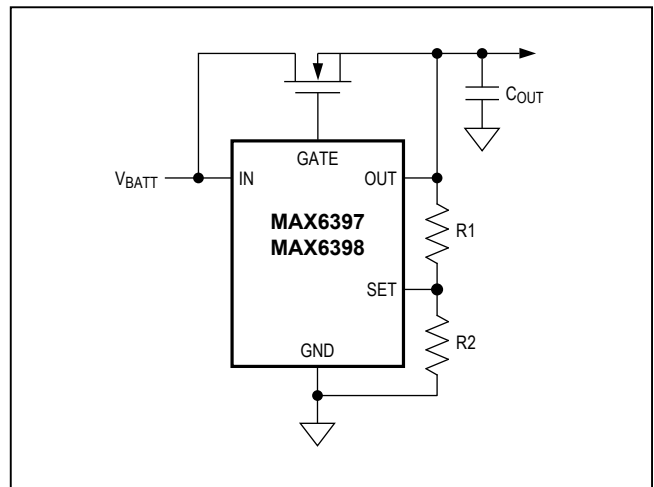 C_OUT
GATE
V_BATT
IN
OUT
MAX6397
MAX6398
R1
SET
R2
GND